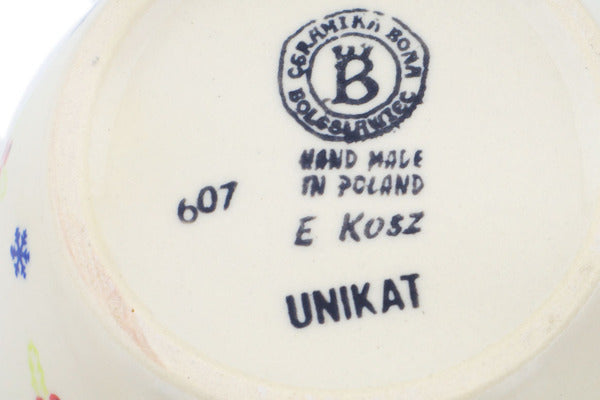 CERAMIKA BONA
B
BOLESŁAWIEC
HAND MADE
IN POLAND
607
E KOSZ
UNIKAT